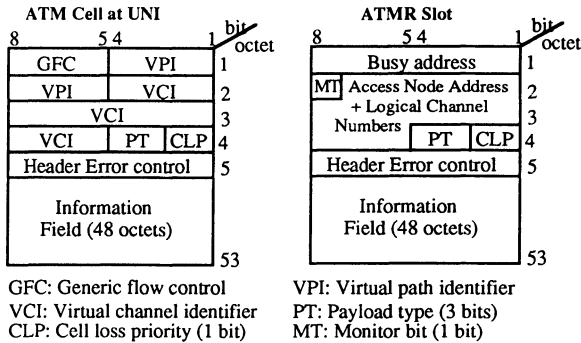 ATM Cell at UNI
8 5 4 1 bit octet
GFC VPI 1
VPI VCI 2
VCI 3
VCI PT CLP 4
Header Error control 5
Information
Field (48 octets)
53
ATMR Slot
8 5 4 1 bit octet
Busy address 1
MT Access Node Address 2
+ Logical Channel 3
Numbers
PT CLP 4
Header Error control 5
Information
Field (48 octets)
53
GFC: Generic flow control
VCI: Virtual channel identifier
CLP: Cell loss priority (1 bit)
VPI: Virtual path identifier
PT: Payload type (3 bits)
MT: Monitor bit (1 bit)